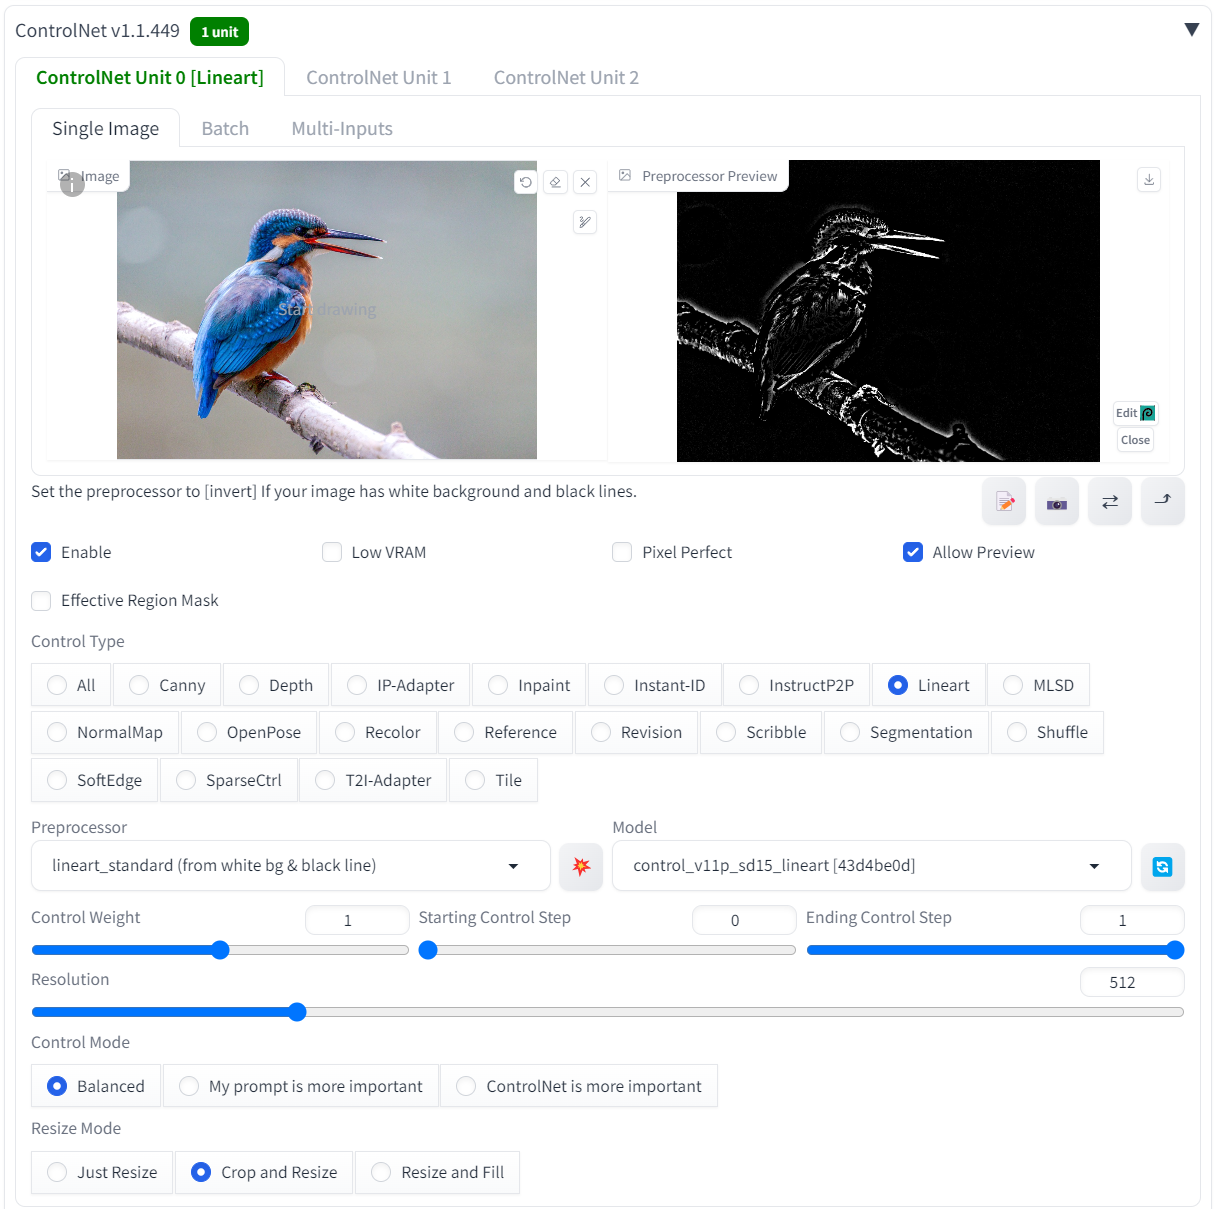 ControlNet v1.1.449 1 unit
ControlNet Unit 0 [Lineart] ControlNet Unit 1 ControlNet Unit 2
Single Image Batch Multi-Inputs
Image Preprocessor Preview
Start drawing
Edit
Close
Set the preprocessor to [invert] If your image has white background and black lines.
Enable Low VRAM Pixel Perfect Allow Preview
Effective Region Mask
Control Type
All Canny Depth IP-Adapter Inpaint Instant-ID InstructP2P Lineart MLSD
NormalMap OpenPose Recolor Reference Revision Scribble Segmentation Shuffle
SoftEdge SparseCtrl T2I-Adapter Tile
Preprocessor Model
lineart_standard (from white bg & black line) control_v11p_sd15_lineart [43d4be0d]
Control Weight 1 Starting Control Step 0 Ending Control Step 1
Resolution 512
Control Mode
Balanced My prompt is more important ControlNet is more important
Resize Mode
Just Resize Crop and Resize Resize and Fill